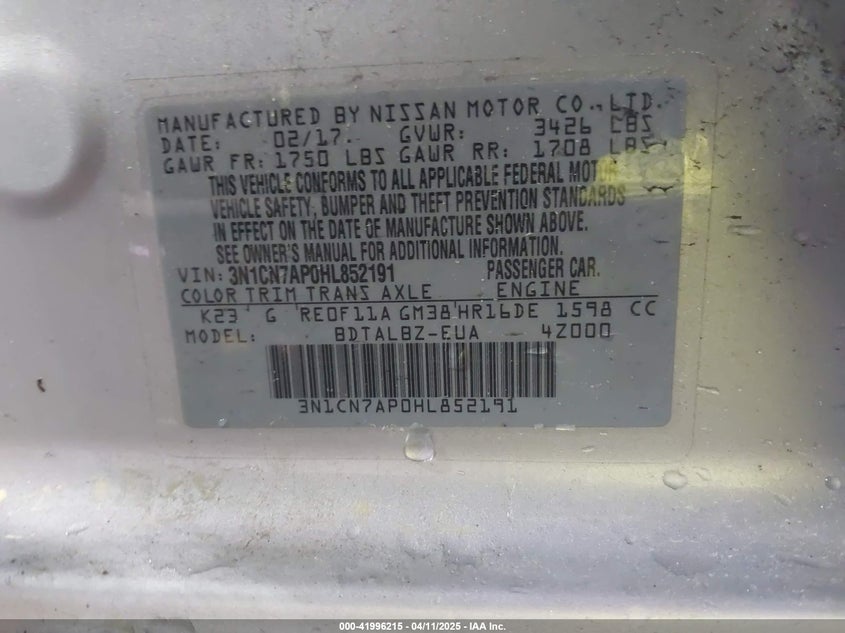 MANUFACTURED BY NISSAN MOTOR CO., LTD.
DATE: 02/17. GVWR: 3426 LBS
GAWR FR: 1750 LBS GAWR RR: 1708 LBS
THIS VEHICLE CONFORMS TO ALL APPLICABLE FEDERAL MOTOR
VEHICLE SAFETY, BUMPER AND THEFT PREVENTION STANDARDS
IN EFFECT ON THE DATE OF MANUFACTURE SHOWN ABOVE.
SEE OWNER'S MANUAL FOR ADDITIONAL INFORMATION.
VIN: 3N1CN7AP0HL852191 PASSENGER CAR.
COLOR TRIM TRANS AXLE ENGINE
K23 G RE0F11A GM38 HR16DE 1598 CC
MODEL: BDTALBZ-EUA 4Z000
3N1CN7AP0HL852191
000-41996215 - 04/11/2025 - IAA Inc.